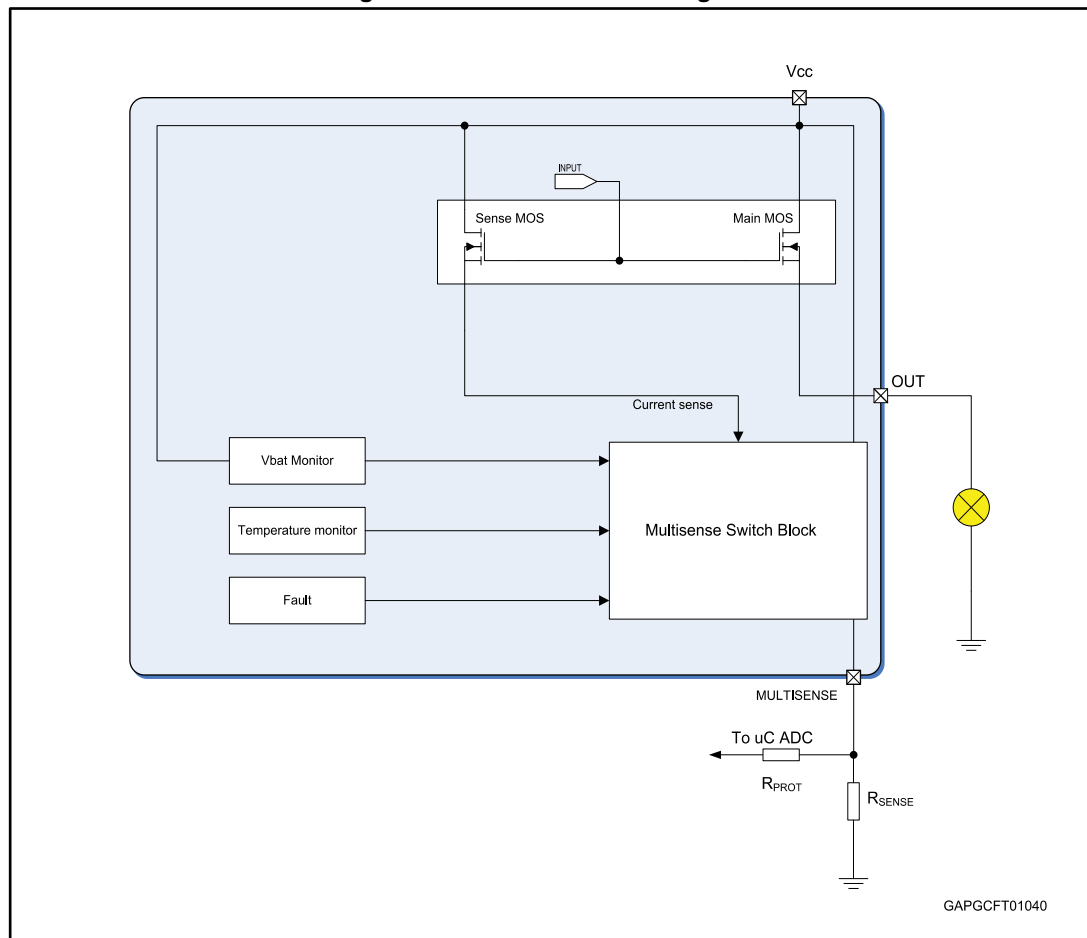 Vcc
INPUT
Sense MOS
Main MOS
OUT
Current sense
Vbat Monitor
Temperature monitor
Multisense Switch Block
Fault
MULTISENSE
To uC ADC
RPROT
RSENSE
GAPGCFT01040